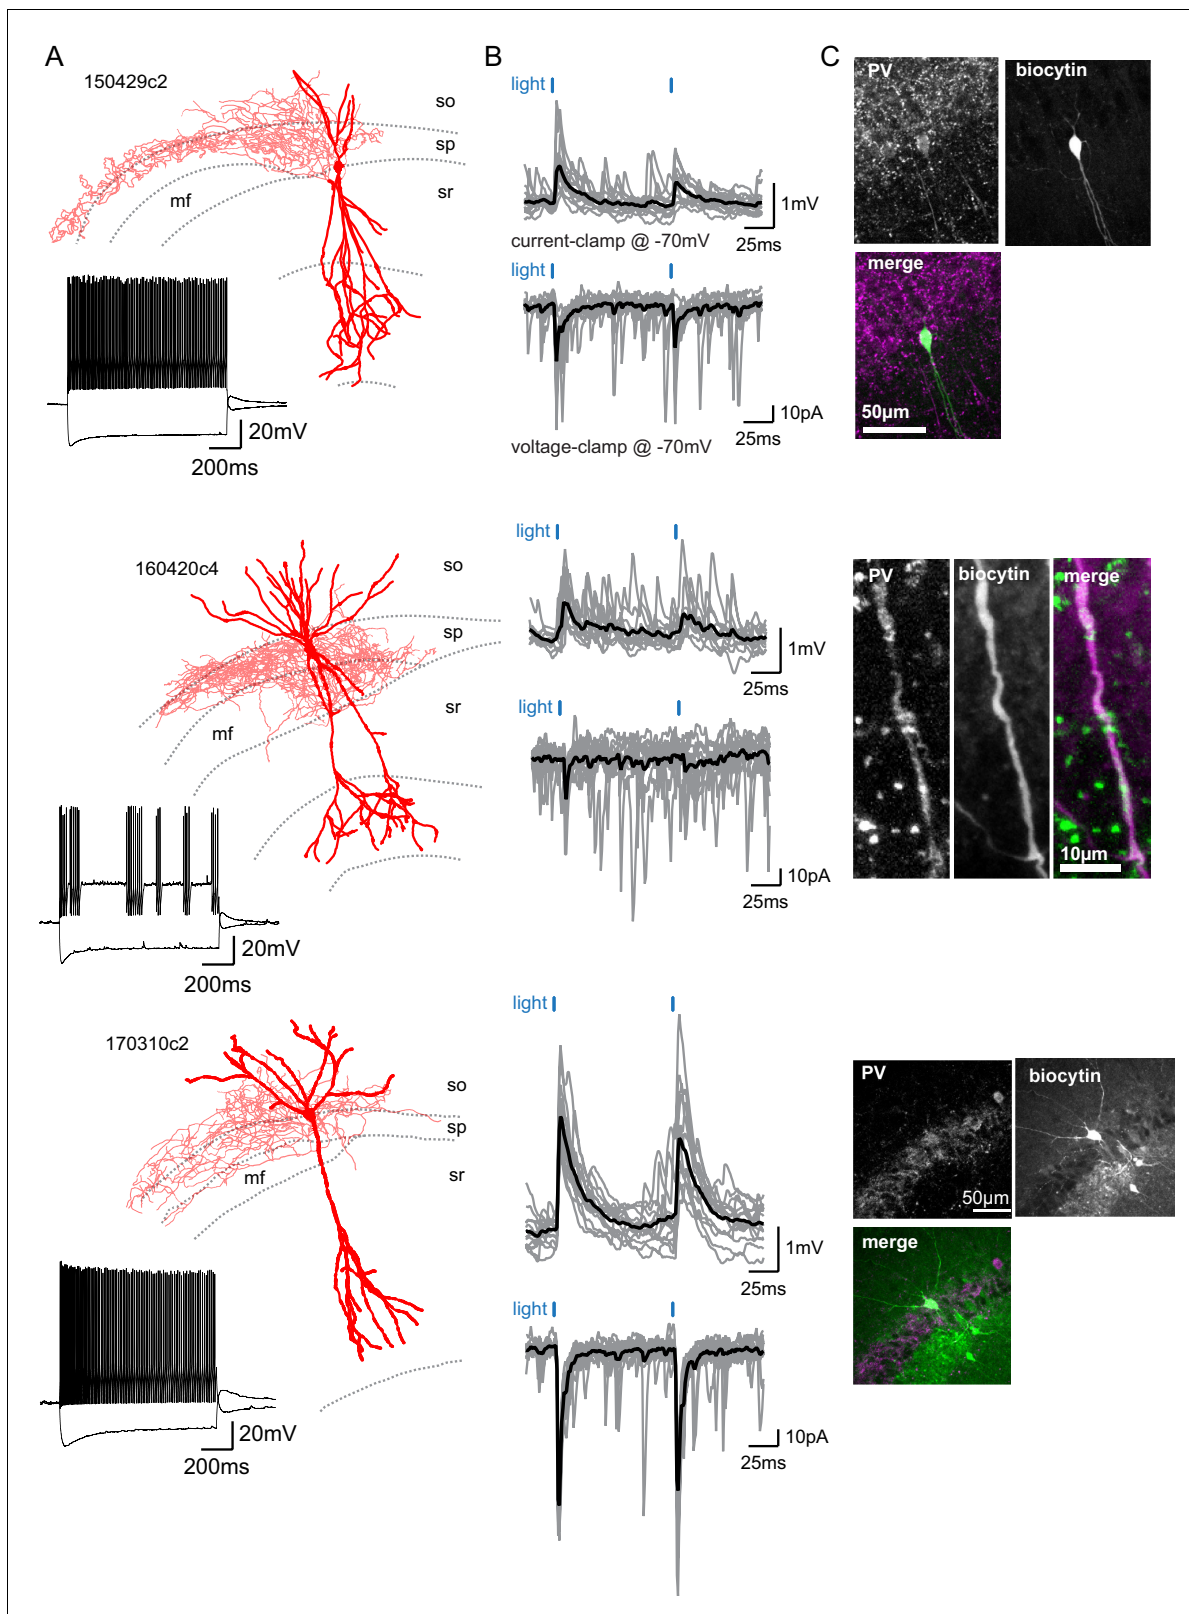 A
B
C
150429c2
so
sp
sr
mf
20mV
200ms
light
1mV
25ms
current-clamp @ -70mV
light
10pA
25ms
voltage-clamp @ -70mV
PV
biocytin
merge
50µm
160420c4
so
sp
sr
mf
20mV
200ms
light
1mV
25ms
light
10pA
25ms
PV
biocytin
merge
10µm
170310c2
so
sp
sr
mf
20mV
200ms
light
1mV
25ms
light
10pA
25ms
PV
biocytin
50µm
merge